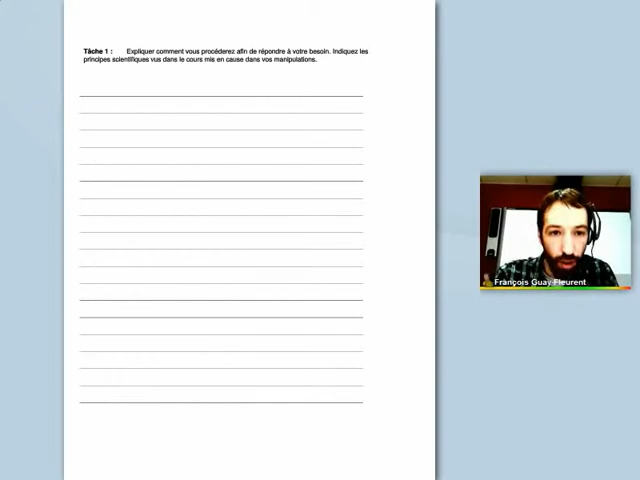 Tâche 1 : Expliquer comment vous procéderez afin de répondre à votre besoin. Indiquez les
principes scientifiques vus dans le cours mis en cause dans vos manipulations.
François Guay-Fleurent